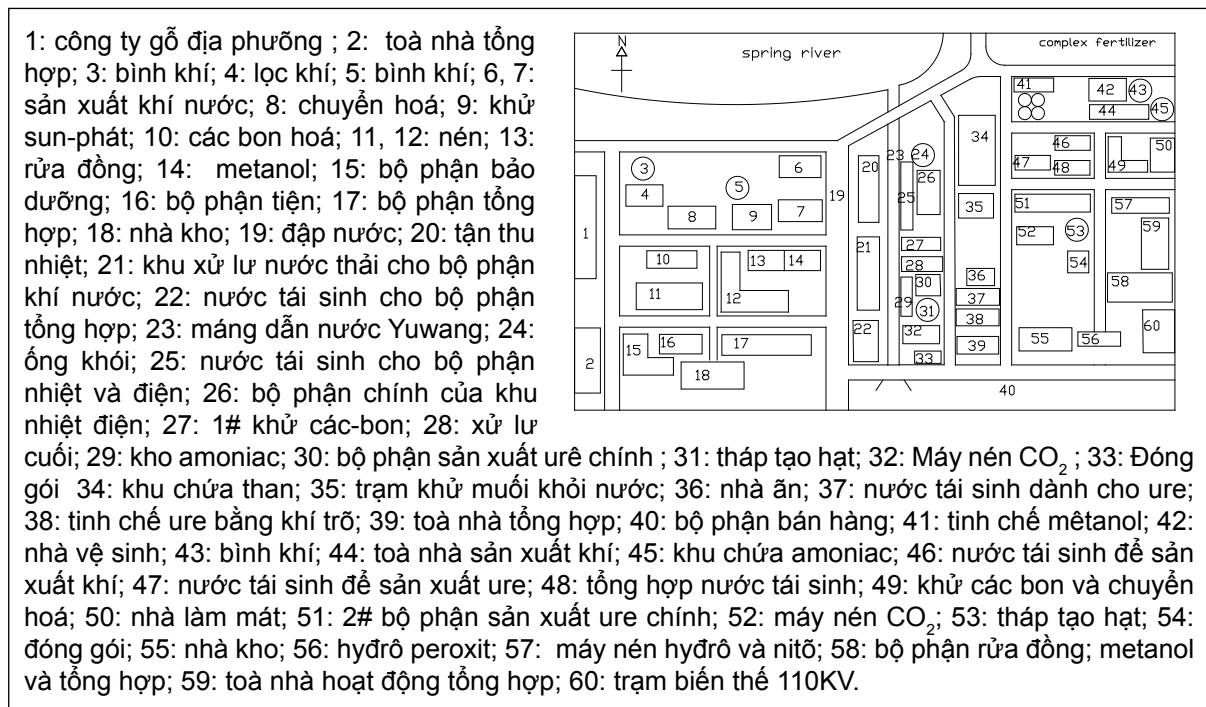 1: công ty gỗ địa phưõng ; 2: toà nhà tổng
hợp; 3: bình khí; 4: lọc khí; 5: bình khí; 6, 7:
sản xuất khí nước; 8: chuyển hoá; 9: khử
sun-phát; 10: các bon hoá; 11, 12: nén; 13:
rửa đồng; 14: metanol; 15: bộ phận bảo
dưỡng; 16: bộ phận tiện; 17: bộ phận tổng
hợp; 18: nhà kho; 19: đập nước; 20: tận thu
nhiệt; 21: khu xử lư nước thải cho bộ phận
khí nước; 22: nước tái sinh cho bộ phận
tổng hợp; 23: máng dẫn nước Yuwang; 24:
ống khói; 25: nước tái sinh cho bộ phận
nhiệt và điện; 26: bộ phận chính của khu
nhiệt điện; 27: 1# khử các-bon; 28: xử lư
cuối; 29: kho amoniac; 30: bộ phận sản xuất urê chính ; 31: tháp tạo hạt; 32: Máy nén CO2 ; 33: Đóng
gói 34: khu chứa than; 35: trạm khử muối khỏi nước; 36: nhà ăn; 37: nước tái sinh dành cho ure;
38: tinh chế ure bằng khí trõ; 39: toà nhà tổng hợp; 40: bộ phận bán hàng; 41: tinh chế mêtanol; 42:
nhà vệ sinh; 43: bình khí; 44: toà nhà sản xuất khí; 45: khu chứa amoniac; 46: nước tái sinh để sản
xuất khí; 47: nước tái sinh để sản xuất ure; 48: tổng hợp nước tái sinh; 49: khử các bon và chuyển
hoá; 50: nhà làm mát; 51: 2# bộ phận sản xuất ure chính; 52: máy nén CO2; 53: tháp tạo hạt; 54:
đóng gói; 55: nhà kho; 56: hyđrô peroxit; 57: máy nén hyđrô và nitõ; 58: bộ phận rửa đồng; metanol
và tổng hợp; 59: toà nhà hoạt động tổng hợp; 60: trạm biến thế 110KV.
N
spring river
complex fertilizer
41
42
43
44
45
34
46
47
48
49
50
3
6
4
5
7
8
9
1
19
20
23
24
25
26
35
51
57
52
53
59
54
58
10
13
14
11
12
21
27
28
36
30
29
31
37
38
32
39
33
22
15
16
17
18
2
55
56
60
40